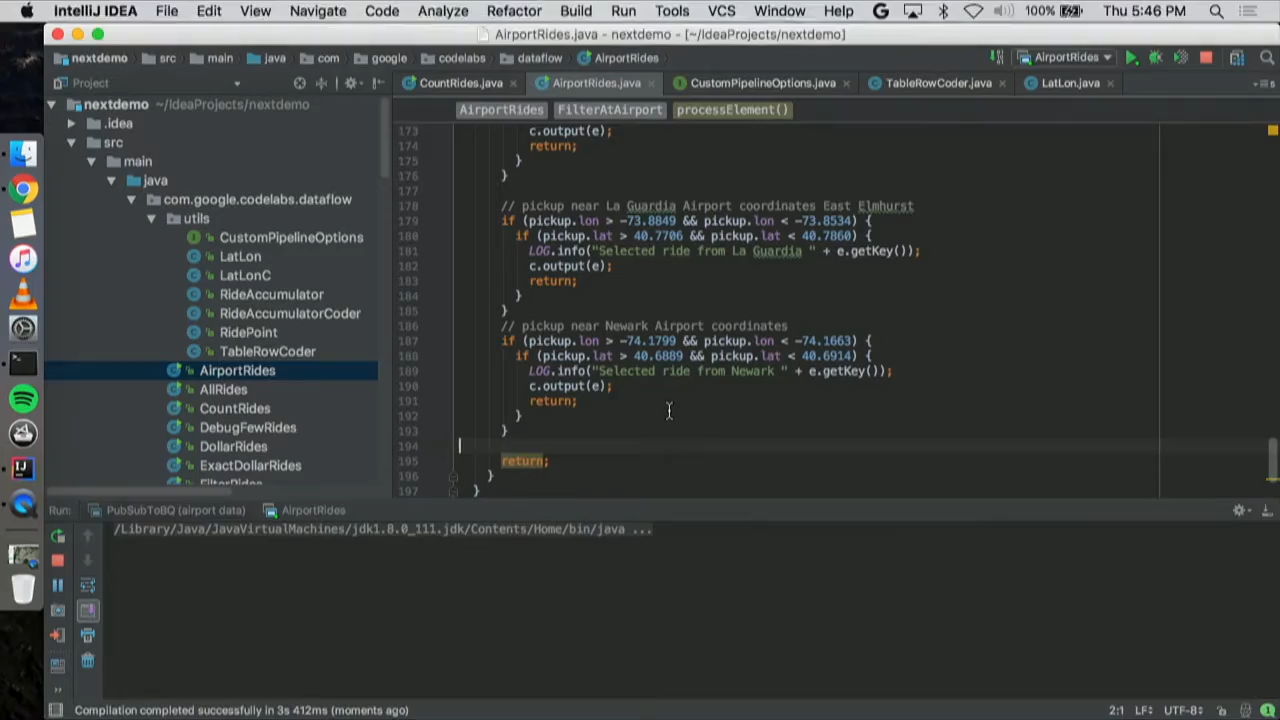 IntelliJ IDEA File Edit View Navigate Code Analyze Refactor Build Run Tools VCS Window Help 100% Thu 5:46 PM
AirportRides.java - nextdemo - [~/IdeaProjects/nextdemo]
nextdemo src main java com google codelabs dataflow AirportRides AirportRides
Project CountRides.java AirportRides.java CustomPipelineOptions.java TableRowCoder.java LatLon.java
AirportRides FilterAtAirport processElement()
nextdemo ~/IdeaProjects/nextdemo
.idea
src
main
java
com.google.codelabs.dataflow
utils
CustomPipelineOptions
LatLon
LatLonC
RideAccumulator
RideAccumulatorCoder
RidePoint
TableRowCoder
AirportRides
AllRides
CountRides
DebugFewRides
DollarRides
ExactDollarRides
FilterRides
173 c.output(e);
174 return;
175 }
176 }
177
178 // pickup near La Guardia Airport coordinates East Elmhurst
179 if (pickup.lon > -73.8849 && pickup.lon < -73.8534) {
180 if (pickup.lat > 40.7706 && pickup.lat < 40.7860) {
181 LOG.info("Selected ride from La Guardia " + e.getKey());
182 c.output(e);
183 return;
184 }
185 }
186 // pickup near Newark Airport coordinates
187 if (pickup.lon > -74.1799 && pickup.lon < -74.1663) {
188 if (pickup.lat > 40.6889 && pickup.lat < 40.6914) {
189 LOG.info("Selected ride from Newark " + e.getKey());
190 c.output(e);
191 return;
192 }
193 }
194
195 return;
196 }
197 }
Run: PubSubToBQ (airport data) AirportRides
/Library/Java/JavaVirtualMachines/jdk1.8.0_111.jdk/Contents/Home/bin/java ...
Compilation completed successfully in 3s 412ms (moments ago) 2:1 LF÷ UTF-8÷ 1